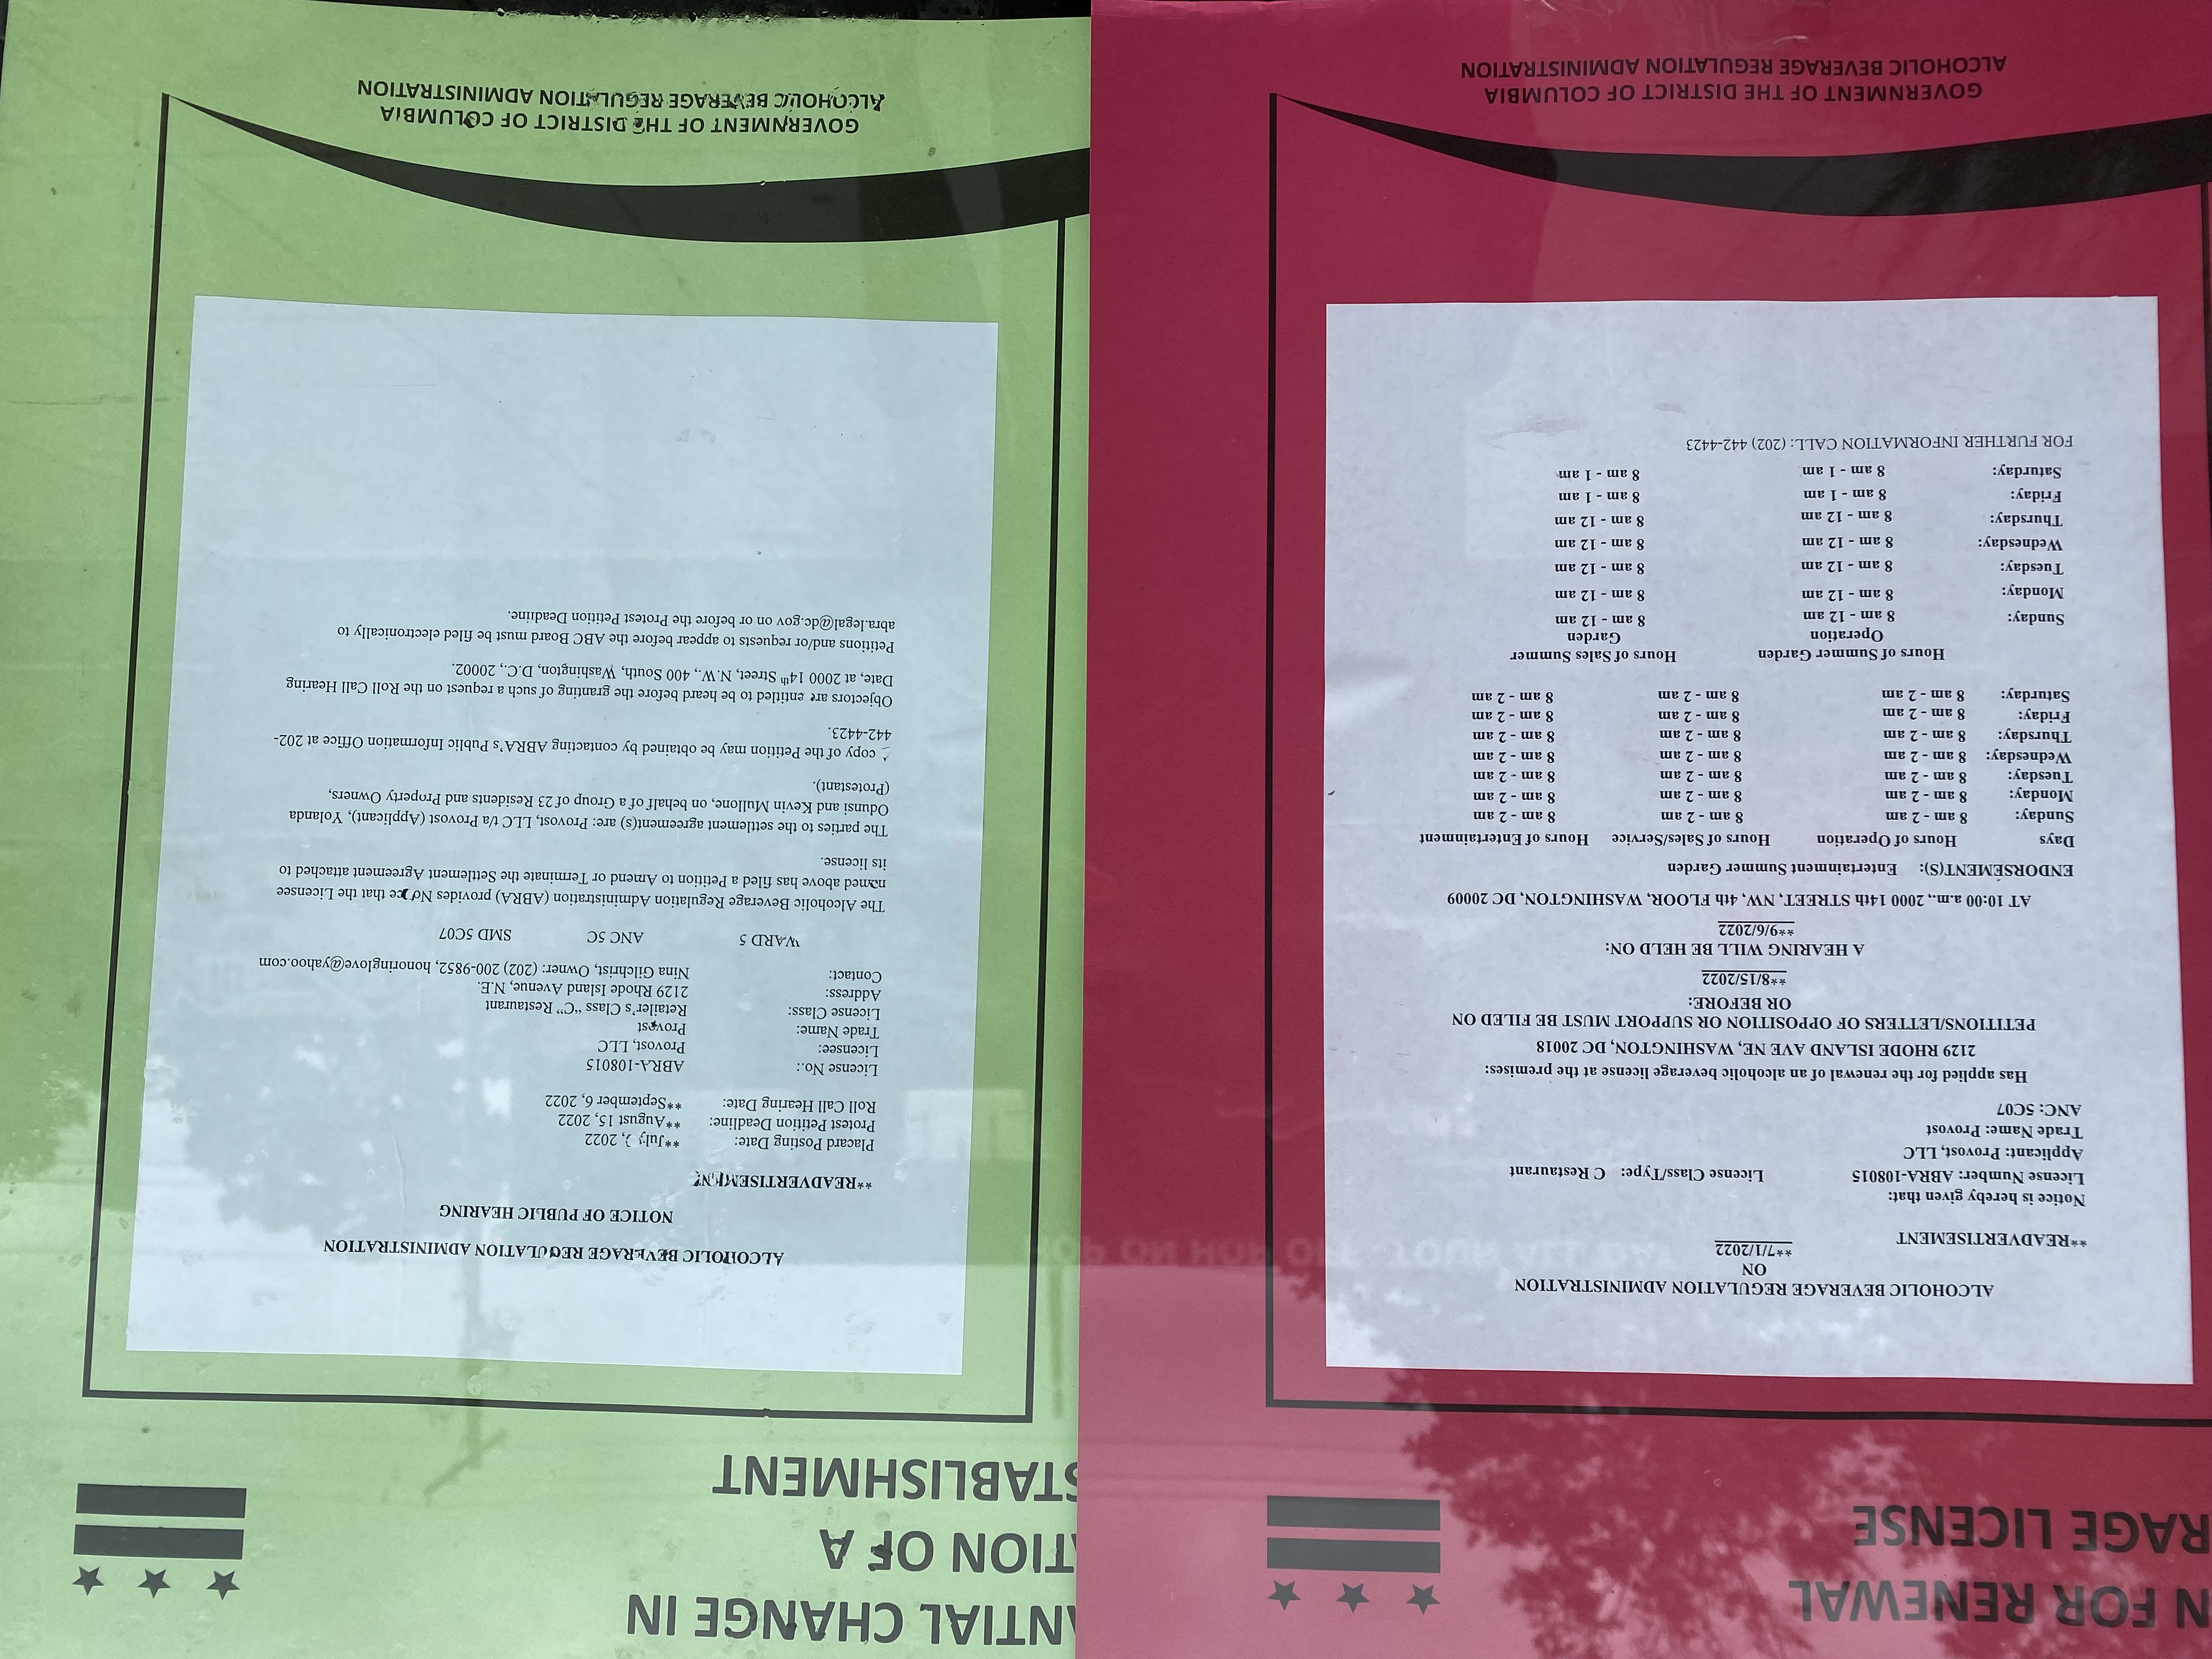 N FOR RENEWAL
RAGE LICENSE
ALCOHOLIC BEVERAGE REGULATION ADMINISTRATION
ON
**7/1/2022
**READVERTISEMENT
Notice is hereby given that:
License Number: ABRA-108015 License Class/Type: C Restaurant
Applicant: Provost, LLC
Trade Name: Provost
ANC: 5C07
Has applied for the renewal of an alcoholic beverage license at the premises:
2129 RHODE ISLAND AVE NE, WASHINGTON, DC 20018
PETITIONS/LETTERS OF OPPOSITION OR SUPPORT MUST BE FILED ON
OR BEFORE:
**8/15/2022
A HEARING WILL BE HELD ON:
**9/6/2022
AT 10:00 a.m., 2000 14th STREET, NW, 4th FLOOR, WASHINGTON, DC 20009
ENDORSEMENT(S): Entertainment Summer Garden
Days Hours of Operation Hours of Sales/Service Hours of Entertainment
Sunday: 8 am - 2 am 8 am - 2 am 8 am - 2 am
Monday: 8 am - 2 am 8 am - 2 am 8 am - 2 am
Tuesday: 8 am - 2 am 8 am - 2 am 8 am - 2 am
Wednesday: 8 am - 2 am 8 am - 2 am 8 am - 2 am
Thursday: 8 am - 2 am 8 am - 2 am 8 am - 2 am
Friday: 8 am - 2 am 8 am - 2 am 8 am - 2 am
Saturday: 8 am - 2 am 8 am - 2 am 8 am - 2 am
Hours of Summer Garden Hours of Sales Summer
Operation Garden
Sunday: 8 am - 12 am 8 am - 12 am
Monday: 8 am - 12 am 8 am - 12 am
Tuesday: 8 am - 12 am 8 am - 12 am
Wednesday: 8 am - 12 am 8 am - 12 am
Thursday: 8 am - 12 am 8 am - 12 am
Friday: 8 am - 1 am 8 am - 1 am
Saturday: 8 am - 1 am 8 am - 1 am
FOR FURTHER INFORMATION CALL: (202) 442-4423
GOVERNMENT OF THE DISTRICT OF COLUMBIA
ALCOHOLIC BEVERAGE REGULATION ADMINISTRATION
ANTIAL CHANGE IN
TION OF A
STABLISHMENT
ALCOHOLIC BEVERAGE REGULATION ADMINISTRATION
NOTICE OF PUBLIC HEARING
**READVERTISEMENT
Placard Posting Date: **July , 2022
Protest Petition Deadline: **August 15, 2022
Roll Call Hearing Date: **September 6, 2022
License No.: ABRA-108015
Licensee: Provost, LLC
Trade Name: Provost
License Class: Retailer's Class “C” Restaurant
Address: 2129 Rhode Island Avenue, N.E.
Contact: Nina Gilchrist, Owner: (202) 200-9852, honoringlove@yahoo.com
WARD 5 ANC 5C SMD 5C07
The Alcoholic Beverage Regulation Administration (ABRA) provides Notice that the Licensee
named above has filed a Petition to Amend or Terminate the Settlement Agreement attached to
its license.
The parties to the settlement agreement(s) are: Provost, LLC t/a Provost (Applicant), Yolanda
Odunsi and Kevin Mullone, on behalf of a Group of 23 Residents and Property Owners,
(Protestant).
A copy of the Petition may be obtained by contacting ABRA's Public Information Office at 202-
442-4423.
Objectors are entitled to be heard before the granting of such a request on the Roll Call Hearing
Date, at 2000 14th Street, N.W., 400 South, Washington, D.C., 20002.
Petitions and/or requests to appear before the ABC Board must be filed electronically to
abra.legal@dc.gov on or before the Protest Petition Deadline.
GOVERNMENT OF THE DISTRICT OF COLUMBIA
ALCOHOLIC BEVERAGE REGULATION ADMINISTRATION